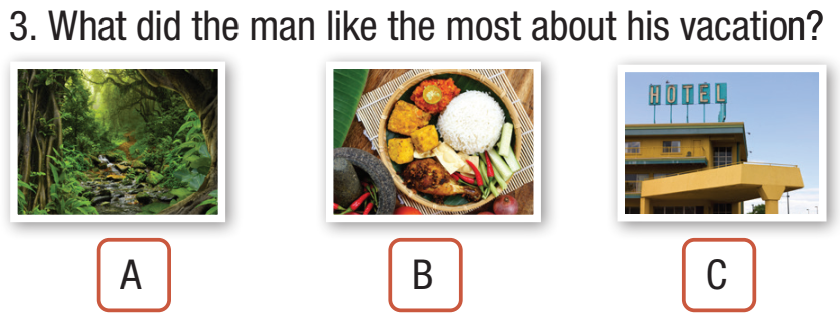 3. What did the man like the most about his vacation?
HOTEL
A B C